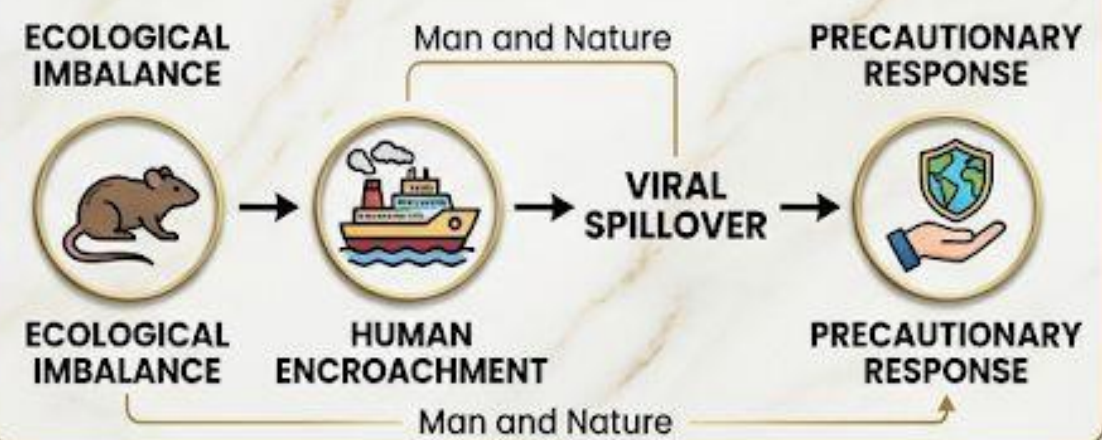 ECOLOGICAL
IMBALANCE
Man and Nature
PRECAUTIONARY
RESPONSE
VIRAL
SPILLOVER
ECOLOGICAL
IMBALANCE
HUMAN
ENCROACHMENT
PRECAUTIONARY
RESPONSE
Man and Nature